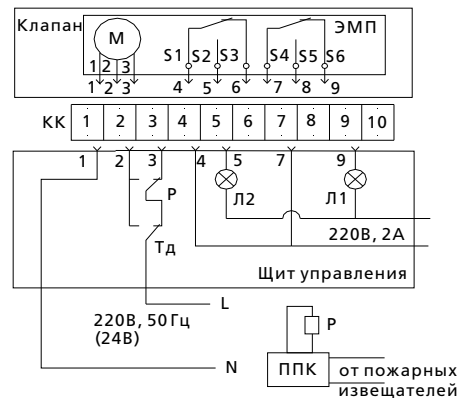 Клапан
ЭМП
М
S1 S2 S3 S4 S5 S6
1 2 3
1 2 3 4 5 6 7 8 9
КК 1 2 3 4 5 6 7 8 9 10
1 2 3 4 5 7 9
Р
Л2
Л1
Тд
220В, 2А
Щит управления
L
220В, 50 Гц
(24В)
Р
N
ППК
от пожарных
извещателей